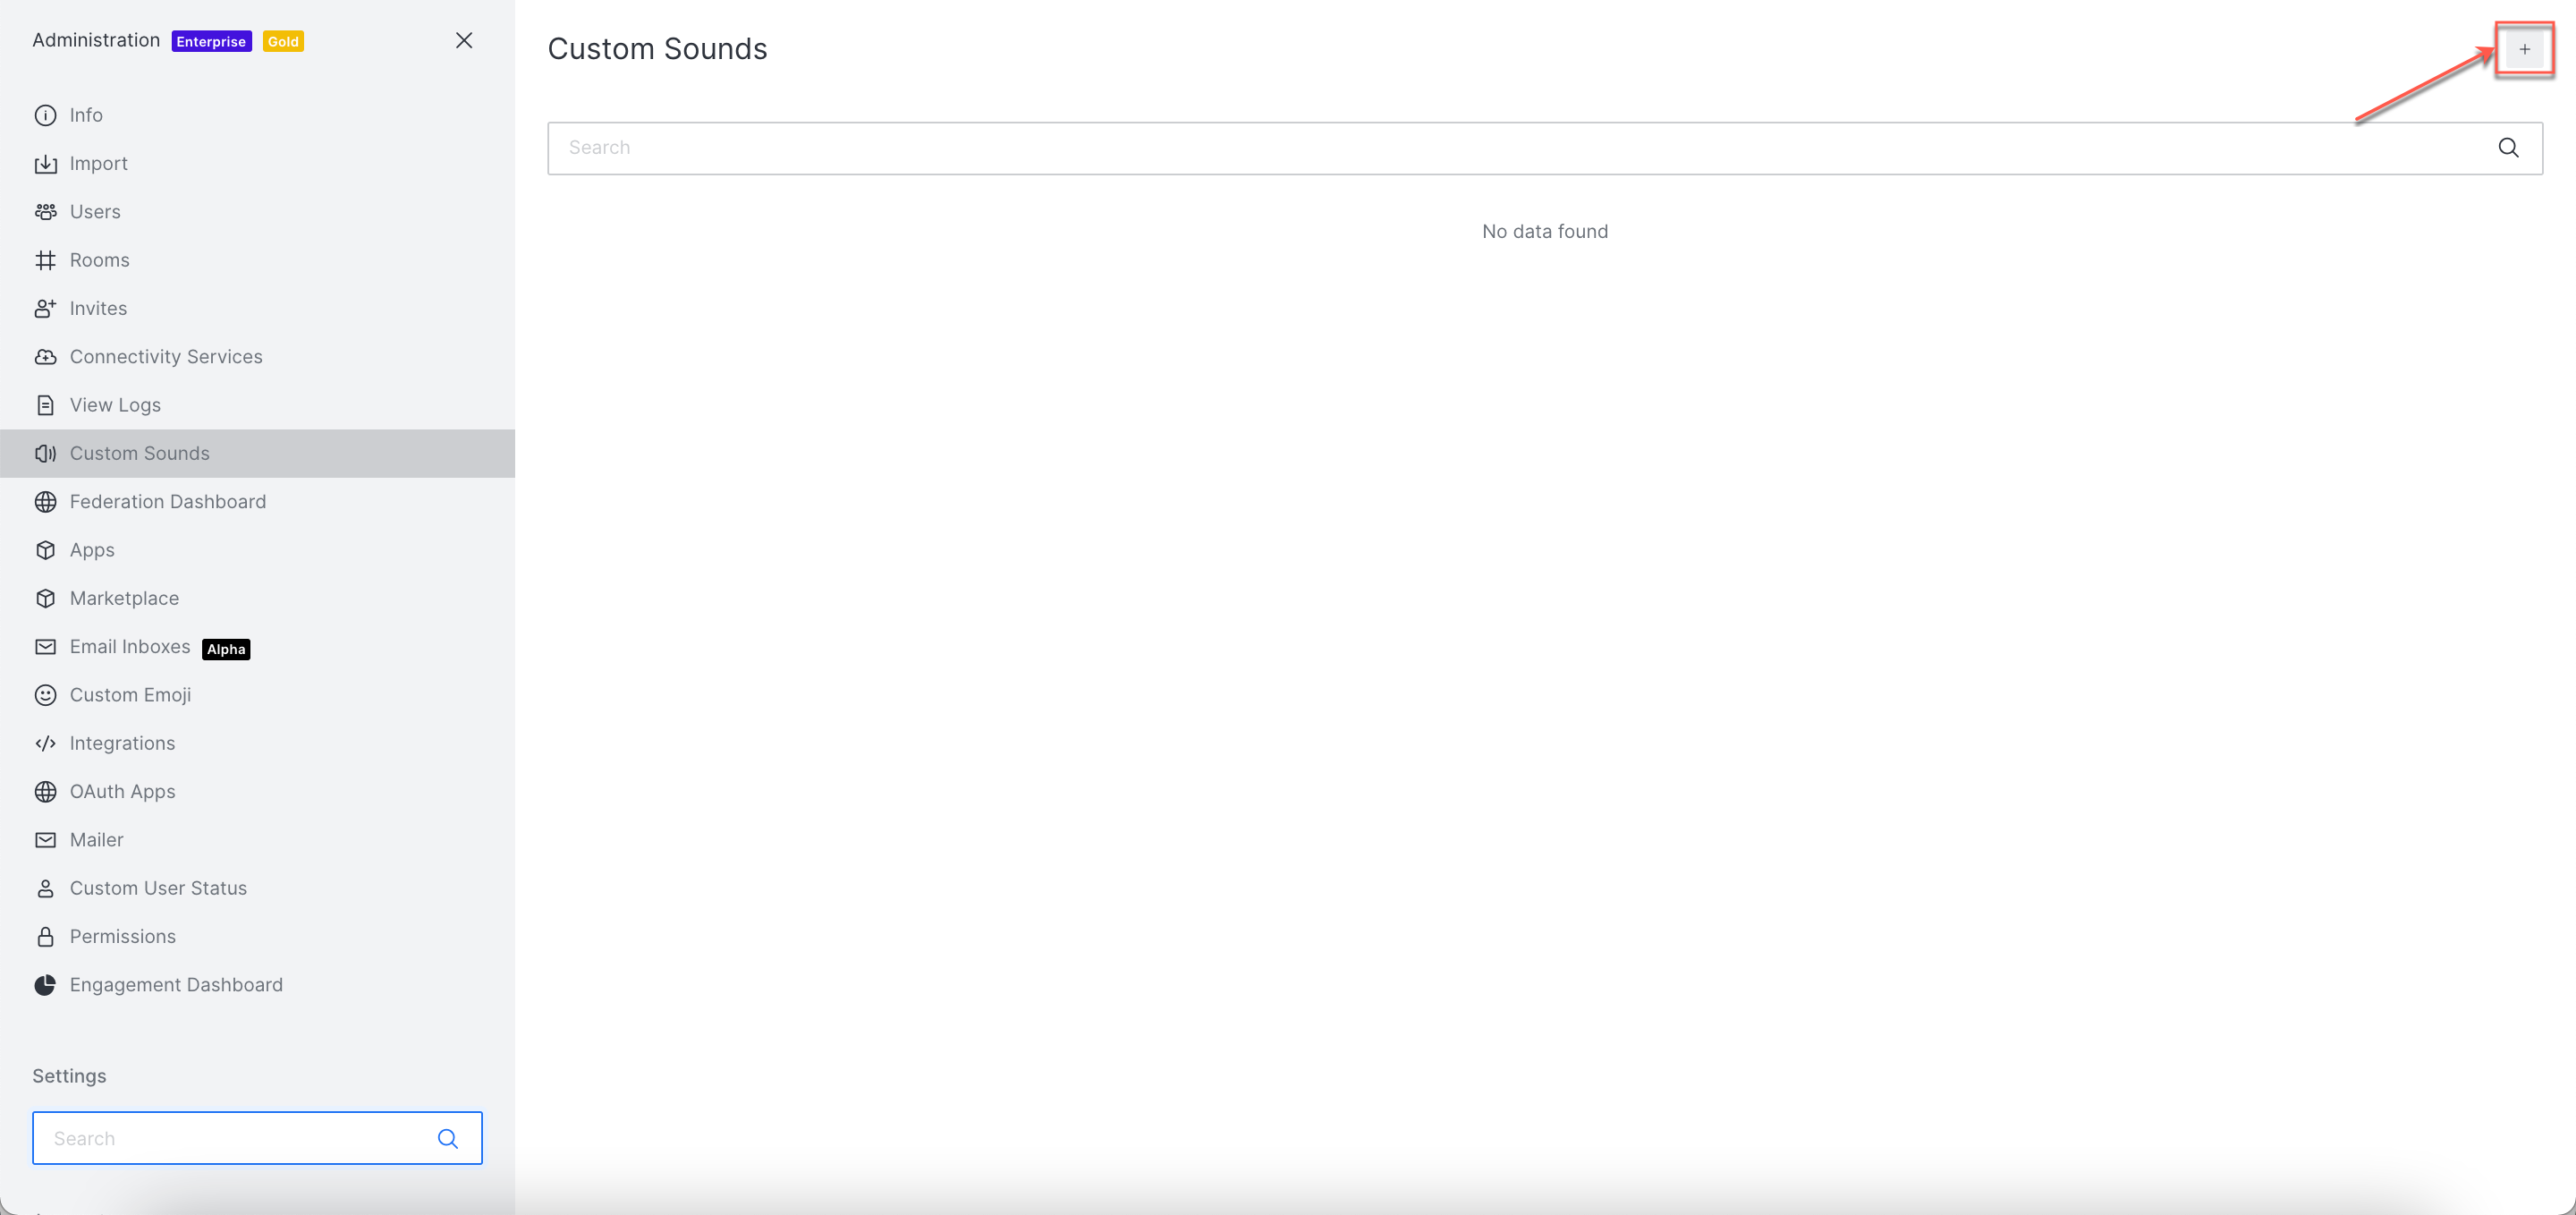 Administration Enterprise Gold
Info
Import
Users
Rooms
Invites
Connectivity Services
View Logs
Custom Sounds
Federation Dashboard
Apps
Marketplace
Email Inboxes Alpha
Custom Emoji
Integrations
OAuth Apps
Mailer
Custom User Status
Permissions
Engagement Dashboard
Settings
Search
Custom Sounds
Search
No data found